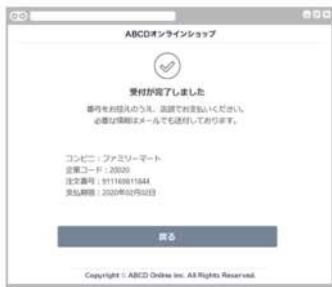 ABCDオンラインショップ
受付が完了しました
番号をお控えのうえ、店頭でお支払いください。
必要な情報はメールでも送付しております。
コンビニ：ファミリーマート
企業コード：20020
注文番号：911169811644
支払期限：2020年02月02日
戻る
Copyright © ABCD Online Inc. All Rights Reserved.